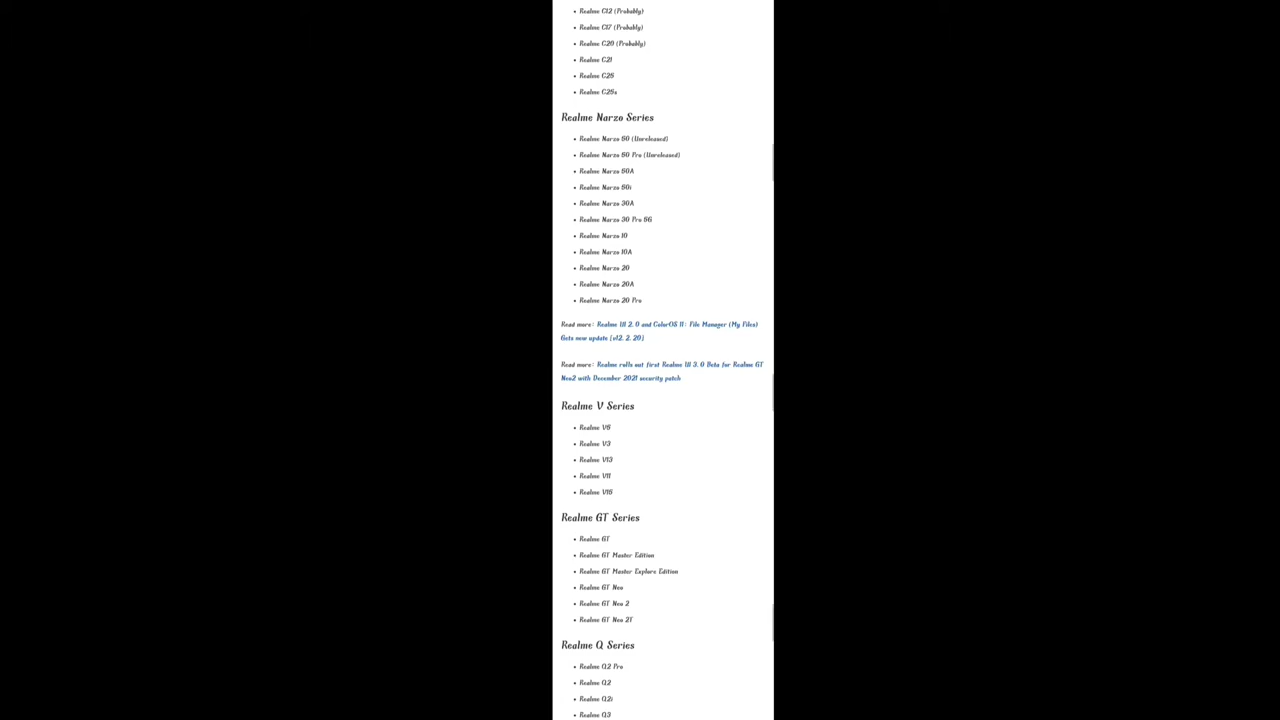 Realme C12 (Probably)
Realme C17 (Probably)
Realme C20 (Probably)
Realme C21
Realme C25
Realme C25s
Realme Narzo Series
Realme Narzo 50 (Unreleased)
Realme Narzo 50 Pro (Unreleased)
Realme Narzo 50A
Realme Narzo 50i
Realme Narzo 30A
Realme Narzo 30 Pro 5G
Realme Narzo 10
Realme Narzo 10A
Realme Narzo 20
Realme Narzo 20A
Realme Narzo 20 Pro
Read more: Realme UI 2.0 and ColorOS 11: File Manager (My Files)
Gets new update [v12.2.20]
Read more: Realme rolls out first Realme UI 3.0 Beta for Realme GT
Neo2 with December 2021 security patch
Realme V Series
Realme V5
Realme V3
Realme V13
Realme V11
Realme V15
Realme GT Series
Realme GT
Realme GT Master Edition
Realme GT Master Explore Edition
Realme GT Neo
Realme GT Neo 2
Realme GT Neo 2T
Realme Q Series
Realme Q2 Pro
Realme Q2
Realme Q2i
Realme Q3